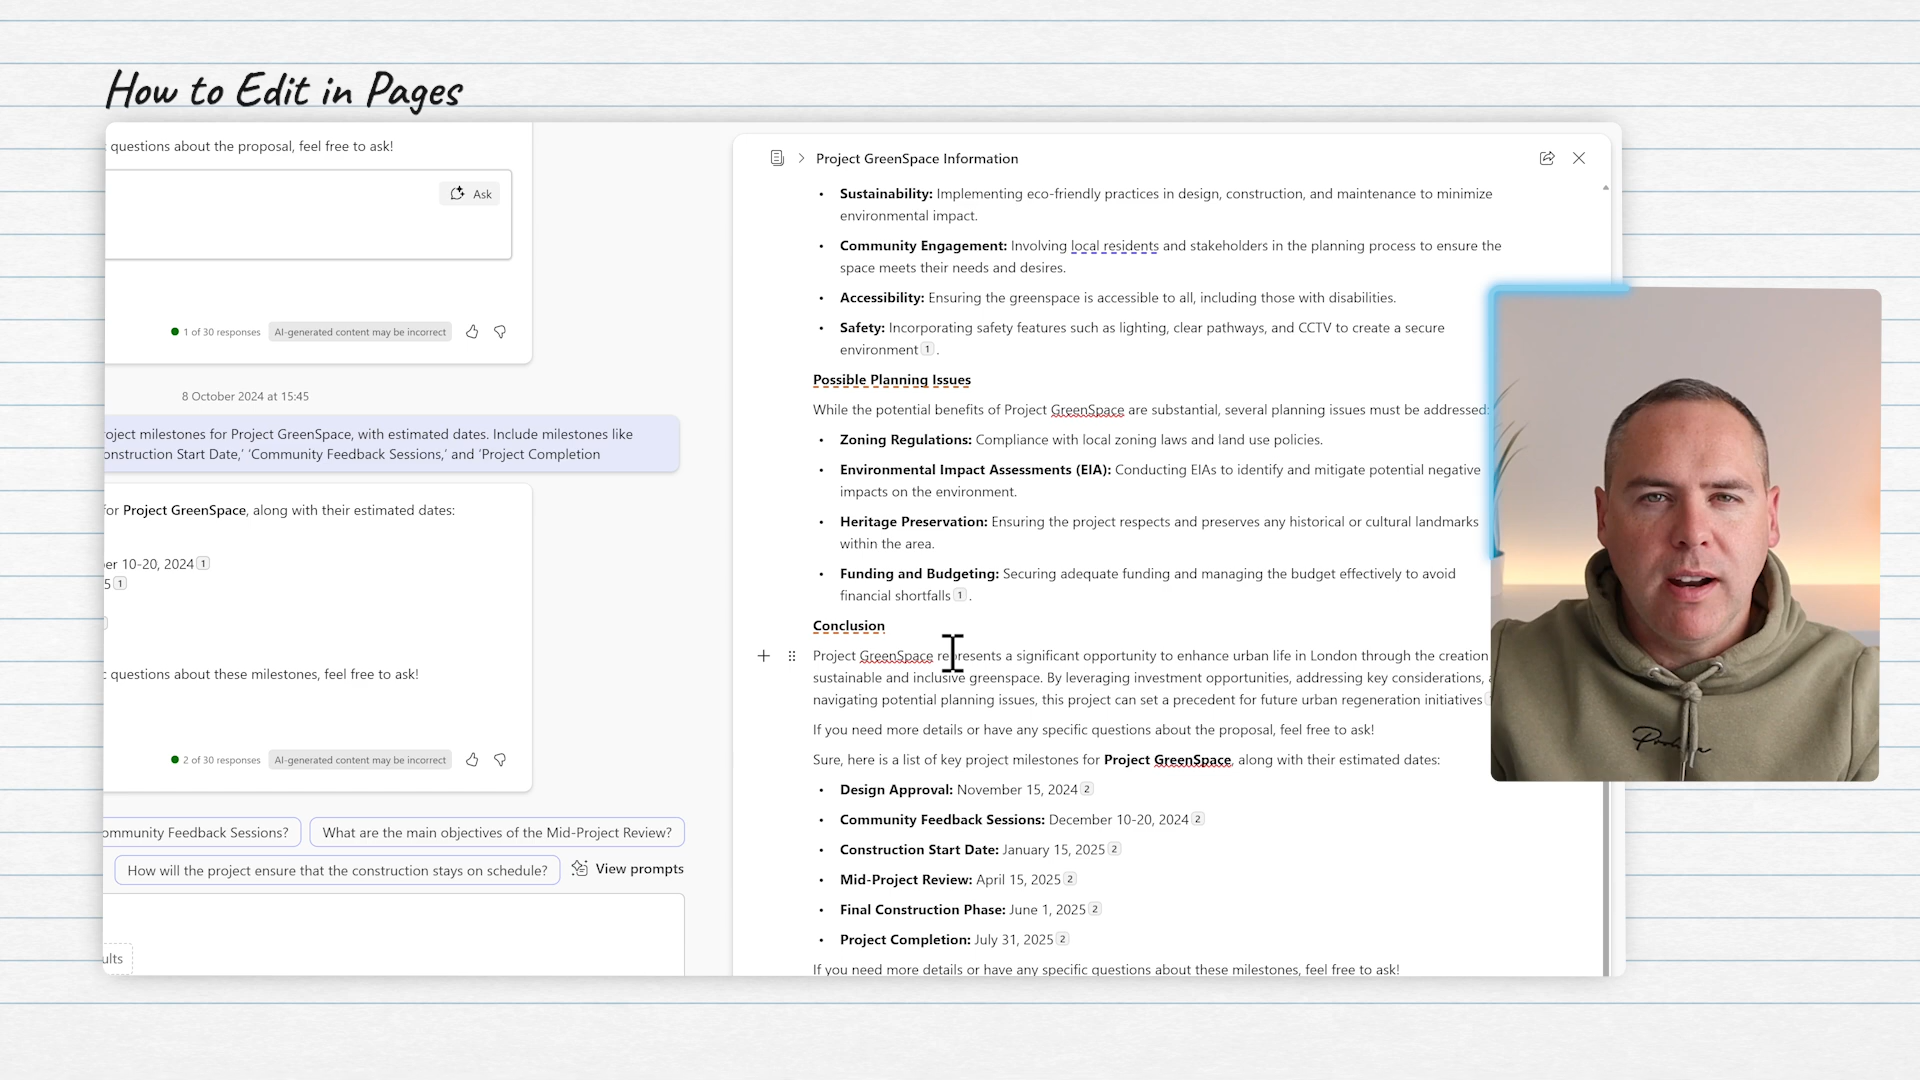 How to Edit in Pages
questions about the proposal, feel free to ask!
Ask
1 of 30 responses AI-generated content may be incorrect
8 October 2024 at 15:45
oject milestones for Project GreenSpace, with estimated dates. Include milestones like
onstruction Start Date,' 'Community Feedback Sessions,' and 'Project Completion
for Project GreenSpace, along with their estimated dates:
er 10-20, 2024 1
5 1
questions about these milestones, feel free to ask!
2 of 30 responses AI-generated content may be incorrect
ommunity Feedback Sessions? What are the main objectives of the Mid-Project Review?
How will the project ensure that the construction stays on schedule? View prompts
ults
Project GreenSpace Information
• Sustainability: Implementing eco-friendly practices in design, construction, and maintenance to minimize
environmental impact.
• Community Engagement: Involving local residents and stakeholders in the planning process to ensure the
space meets their needs and desires.
• Accessibility: Ensuring the greenspace is accessible to all, including those with disabilities.
• Safety: Incorporating safety features such as lighting, clear pathways, and CCTV to create a secure
environment 1 .
Possible Planning Issues
While the potential benefits of Project GreenSpace are substantial, several planning issues must be addressed:
• Zoning Regulations: Compliance with local zoning laws and land use policies.
• Environmental Impact Assessments (EIA): Conducting EIAs to identify and mitigate potential negative
impacts on the environment.
• Heritage Preservation: Ensuring the project respects and preserves any historical or cultural landmarks
within the area.
• Funding and Budgeting: Securing adequate funding and managing the budget effectively to avoid
financial shortfalls 1 .
Conclusion
Project GreenSpace represents a significant opportunity to enhance urban life in London through the creation
sustainable and inclusive greenspace. By leveraging investment opportunities, addressing key considerations,
navigating potential planning issues, this project can set a precedent for future urban regeneration initiatives
If you need more details or have any specific questions about the proposal, feel free to ask!
Sure, here is a list of key project milestones for Project GreenSpace, along with their estimated dates:
• Design Approval: November 15, 2024 2
• Community Feedback Sessions: December 10-20, 2024 2
• Construction Start Date: January 15, 2025 2
• Mid-Project Review: April 15, 2025 2
• Final Construction Phase: June 1, 2025 2
• Project Completion: July 31, 2025 2
If you need more details or have any specific questions about these milestones, feel free to ask!